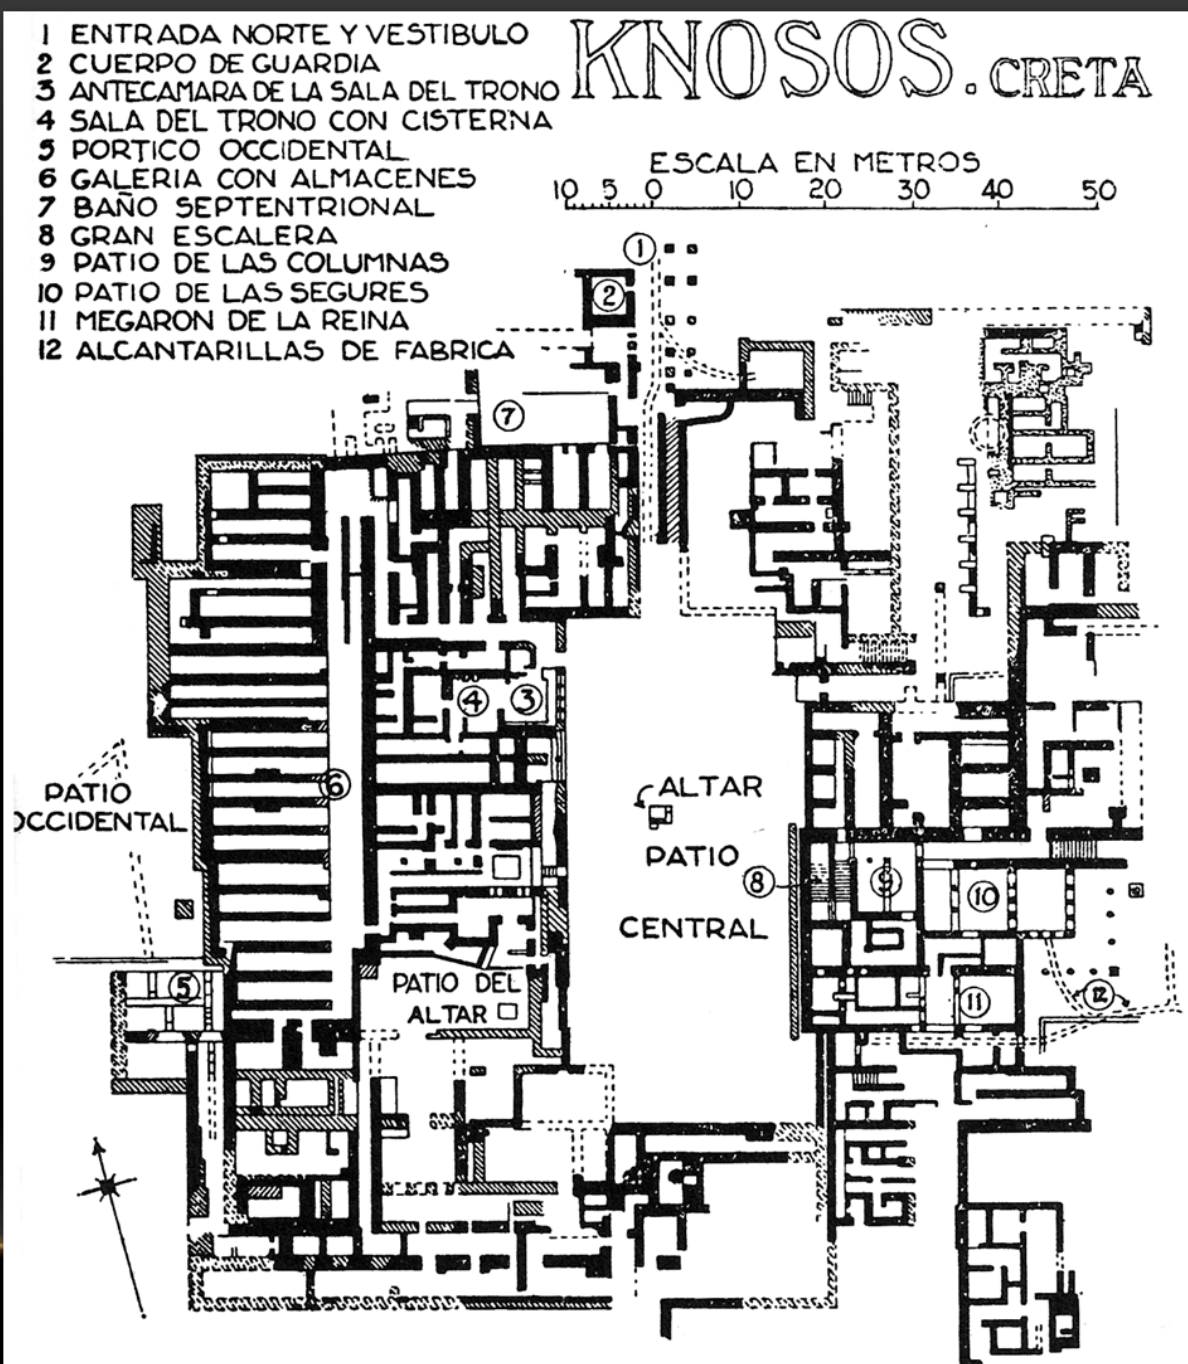 1 ENTRADA NORTE Y VESTIBULO
2 CUERPO DE GUARDIA
3 ANTECAMARA DE LA SALA DEL TRONO
4 SALA DEL TRONO CON CISTERNA
5 PORTICO OCCIDENTAL
6 GALERIA CON ALMACENES
7 BAÑO SEPTENTRIONAL
8 GRAN ESCALERA
9 PATIO DE LAS COLUMNAS
10 PATIO DE LAS SEGURES
11 MEGARON DE LA REINA
12 ALCANTARILLAS DE FABRICA
KNOSOS. CRETA
ESCALA EN METROS
10 5 0 10 20 30 40 50
1
2
7
4 3
6
PATIO
OCCIDENTAL
ALTAR
PATIO
CENTRAL
8
9
10
5
PATIO DEL
ALTAR
11
12